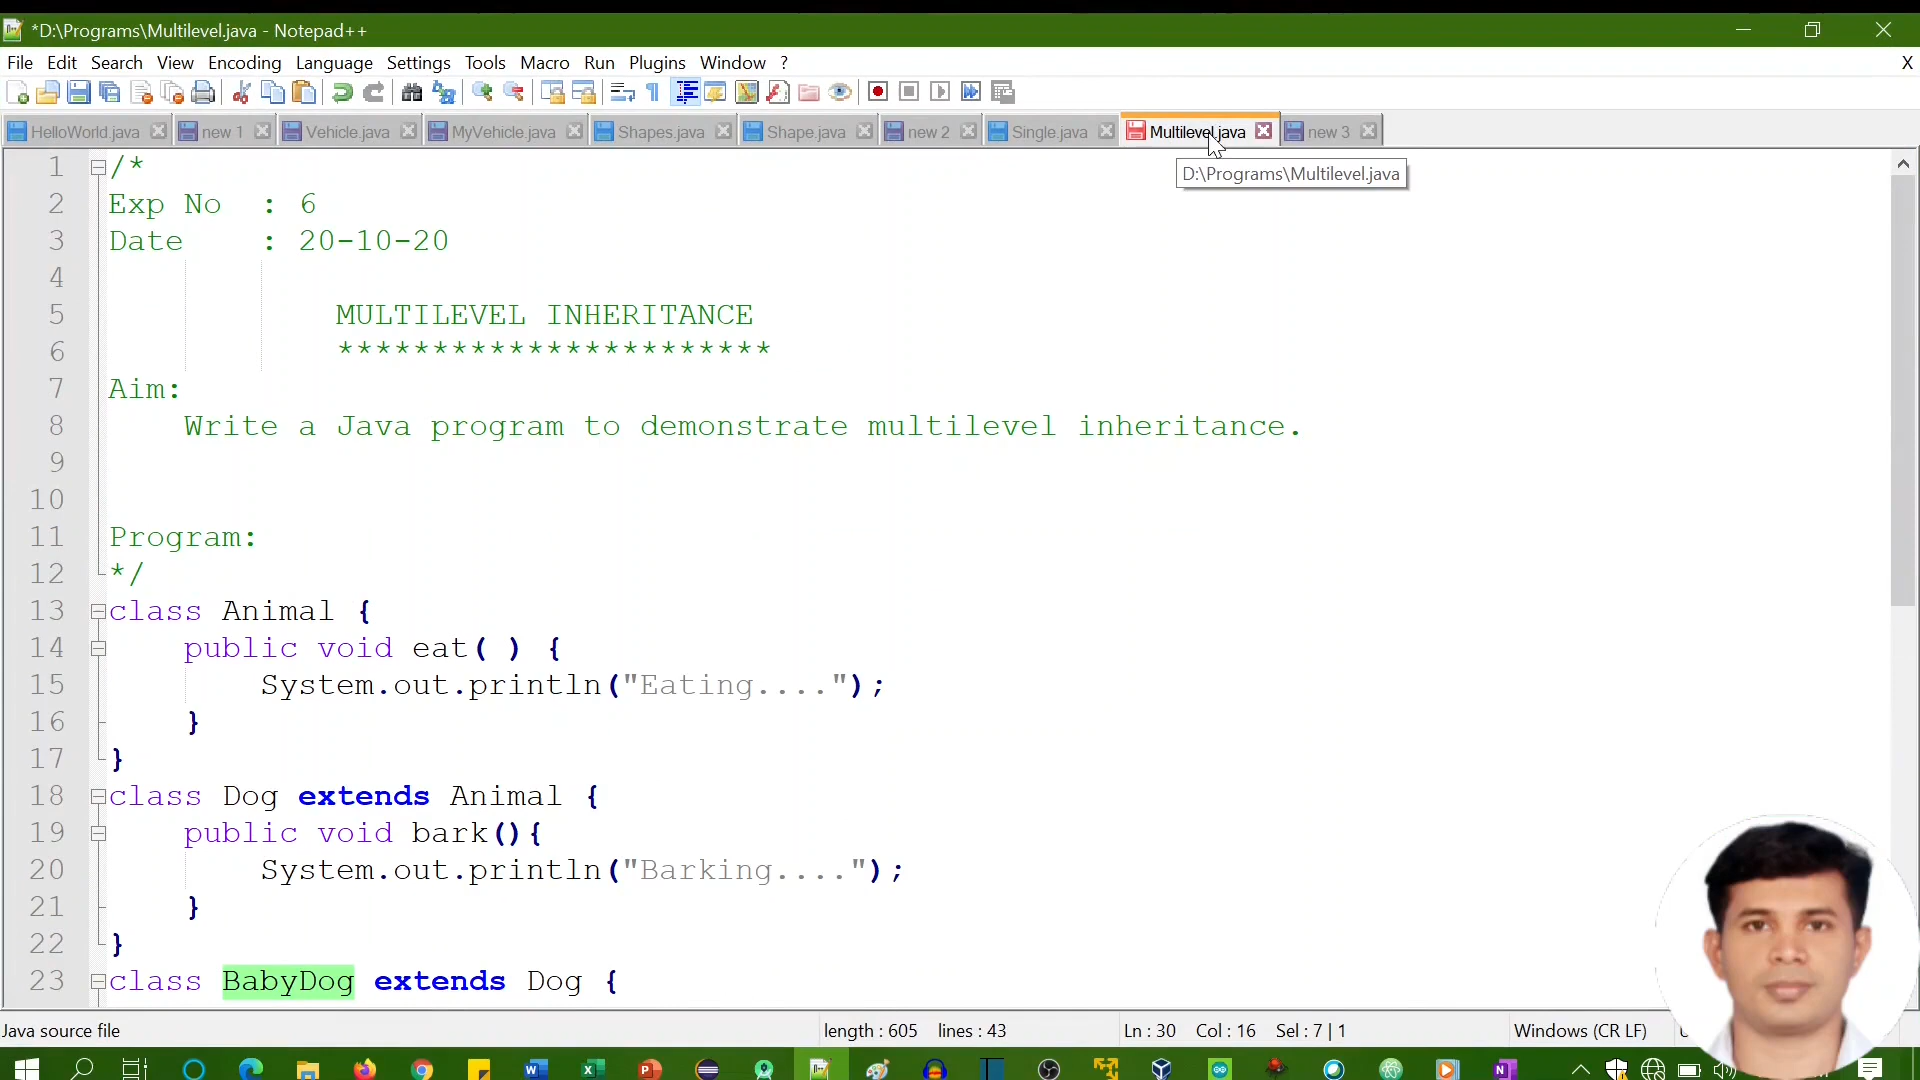 *D:\Programs\Multilevel.java - Notepad++
File Edit Search View Encoding Language Settings Tools Macro Run Plugins Window ? X
HelloWorld.java new 1 Vehicle.java MyVehicle.java Shapes.java Shape.java new 2 Single.java Multilevel.java new 3
D:\Programs\Multilevel.java
1 /*
2 Exp No : 6
3 Date : 20-10-20
4
5 MULTILEVEL INHERITANCE
6 ***********************
7 Aim:
8 Write a Java program to demonstrate multilevel inheritance.
9
10
11 Program:
12 */
13 class Animal {
14 public void eat( ) {
15 System.out.println("Eating....");
16 }
17 }
18 class Dog extends Animal {
19 public void bark(){
20 System.out.println("Barking....");
21 }
22 }
23 class BabyDog extends Dog {
Java source file length : 605 lines : 43 Ln : 30 Col : 16 Sel : 7 | 1 Windows (CR LF)